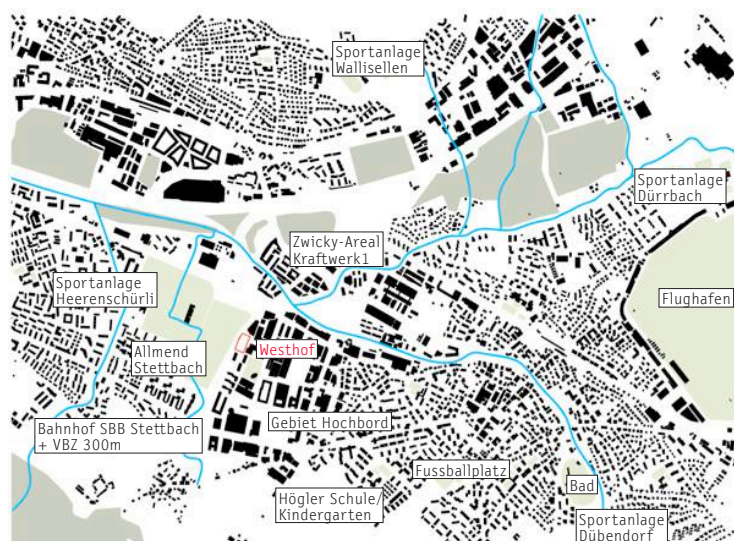 Sportanlage
Wallisellen
Sportanlage
Dürrbach
Zwicky-Areal
Kraftwerk1
Sportanlage
Heerenschürli
Flughafen
Allmend
Stettbach
Westhof
Bahnhof SBB Stettbach
+ VBZ 300m
Gebiet Hochbord
Fussballplatz
Högler Schule/
Kindergarten
Bad
Sportanlage
Dübendorf